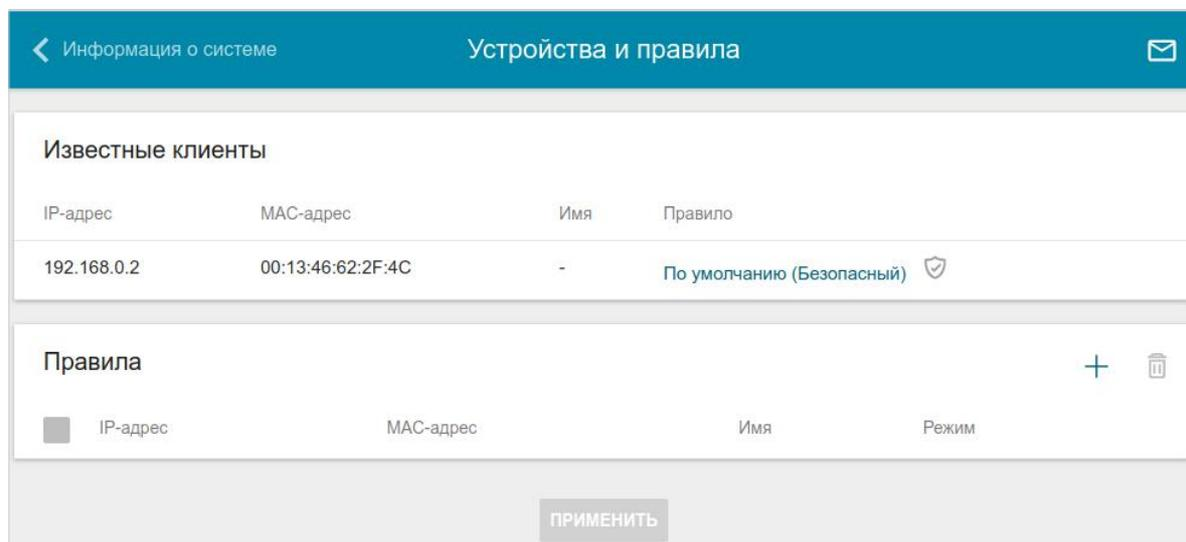 Информация о системе Устройства и правила
Известные клиенты
IP-адрес MAC-адрес Имя Правило
192.168.0.2 00:13:46:62:2F:4C - По умолчанию (Безопасный)
Правила
IP-адрес MAC-адрес Имя Режим
ПРИМЕНИТЬ